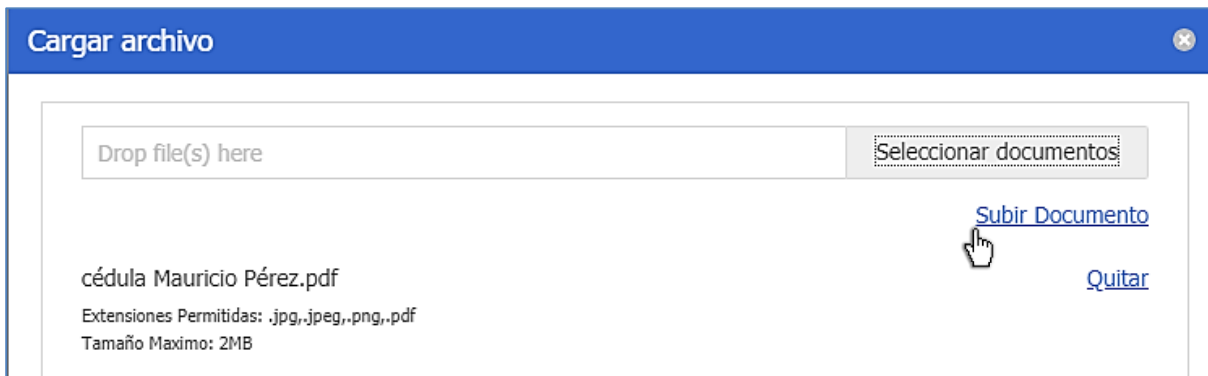 Cargar archivo
Drop file(s) here
Seleccionar documentos
Subir Documento
cédula Mauricio Pérez.pdf
Quitar
Extensiones Permitidas: .jpg,.jpeg,.png,.pdf
Tamaño Maximo: 2MB